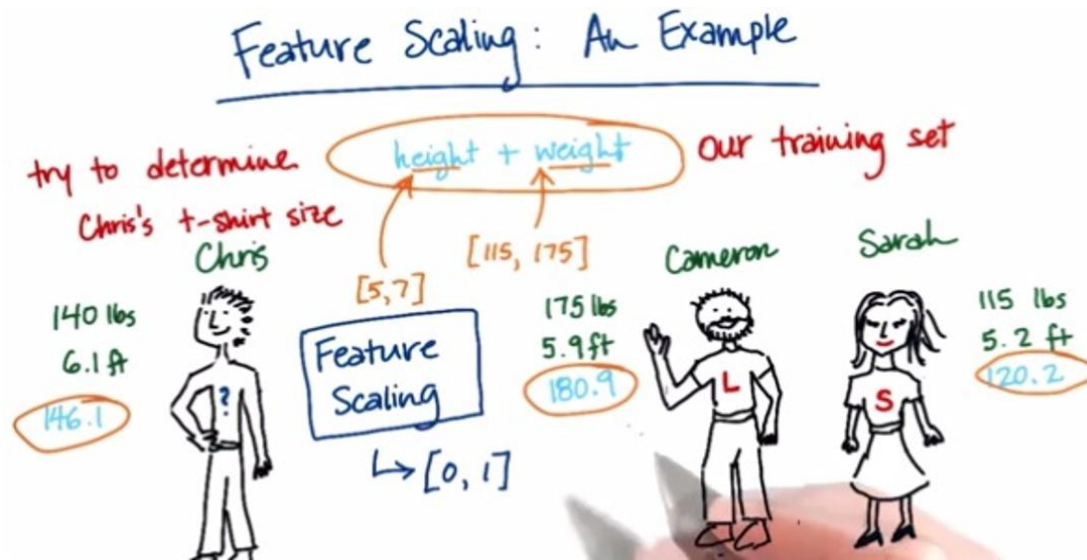 Feature Scaling: An Example
try to determine
Chris's t-shirt size
height + weight
our training set
[5,7]
[115, 175]
Chris
140 lbs
6.1 ft
146.1
?
Feature
Scaling
↳ [0, 1]
Cameron
175 lbs
5.9 ft
180.9
L
Sarah
115 lbs
5.2 ft
120.2
S